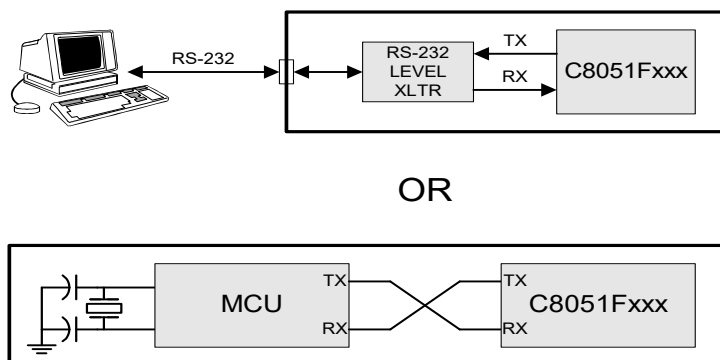 RS-232
RS-232
LEVEL
XLTR
TX
RX
C8051Fxxx
OR
MCU
TX
RX
TX
RX
C8051Fxxx